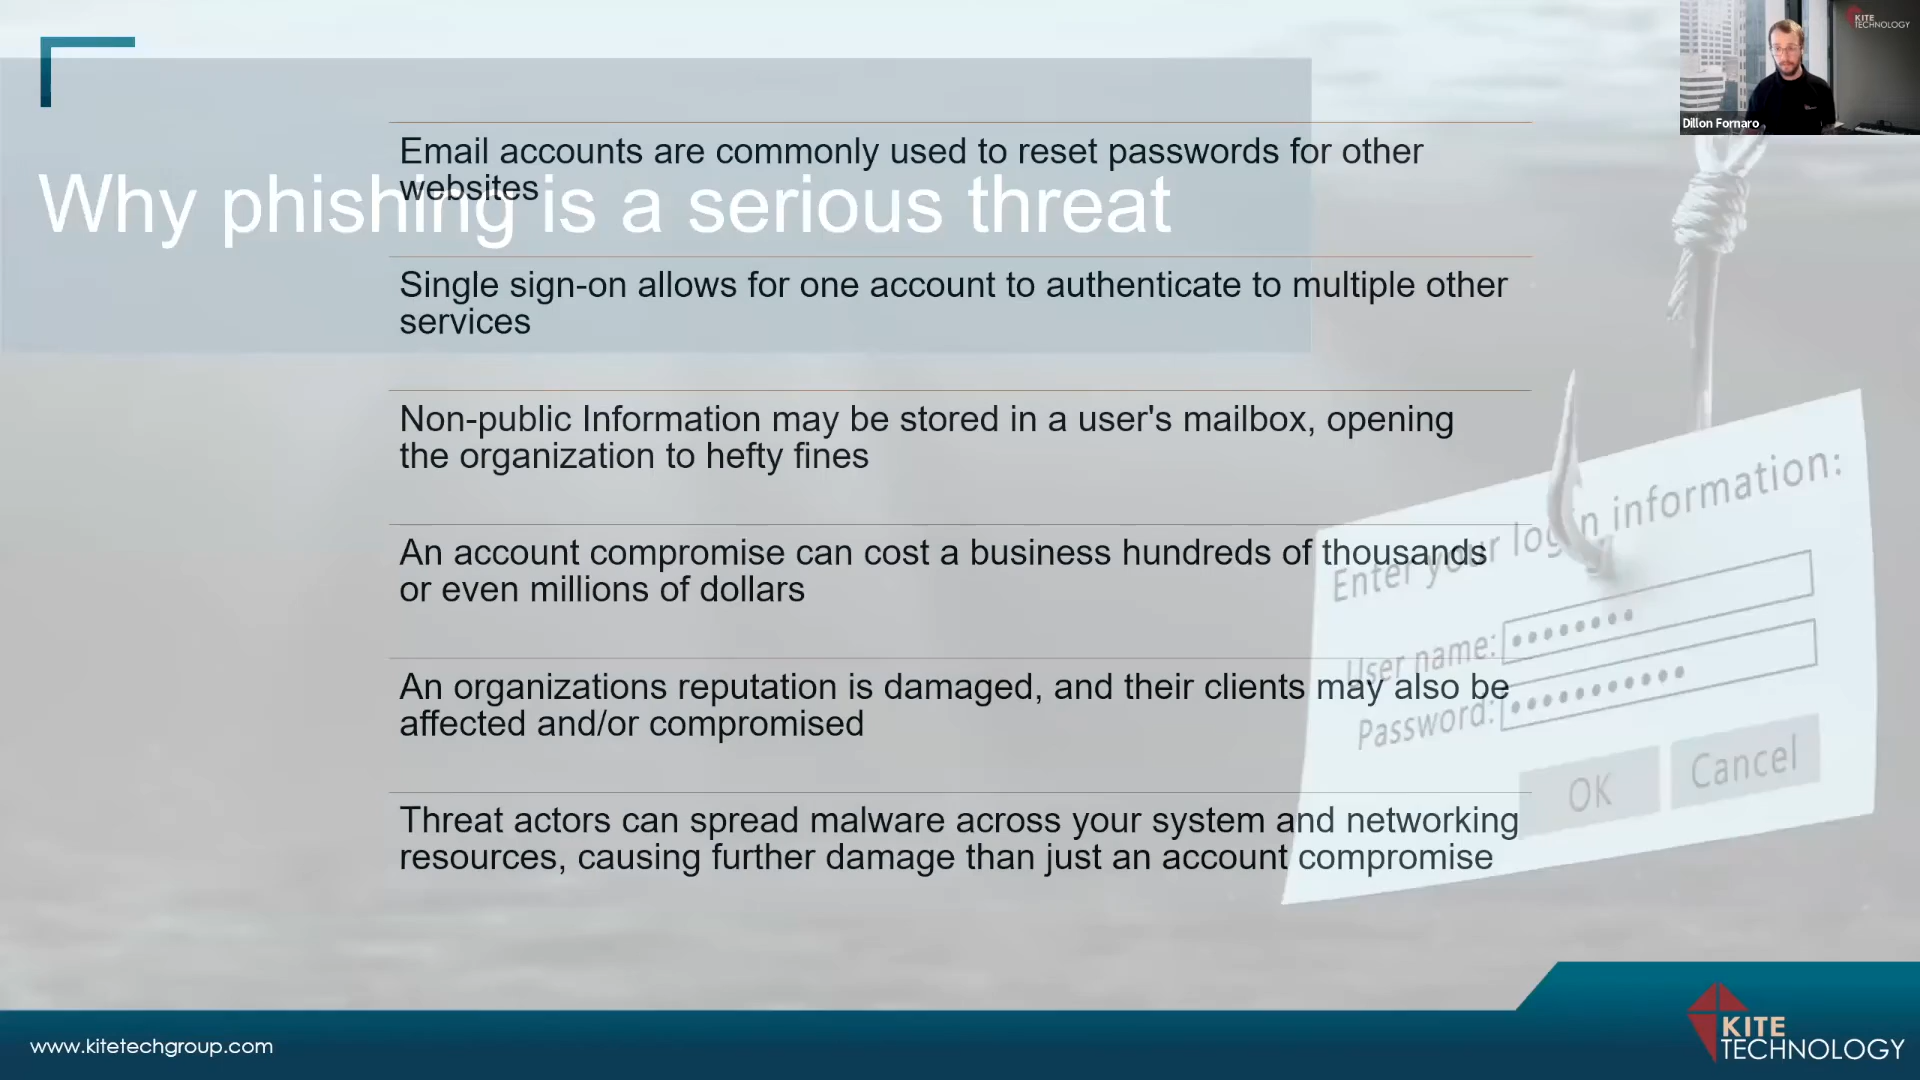 KITE
TECHNOLOGY
Dillon Fornaro
Why phishing is a serious threat
Email accounts are commonly used to reset passwords for other
websites
Single sign-on allows for one account to authenticate to multiple other
services
Non-public Information may be stored in a user's mailbox, opening
the organization to hefty fines
An account compromise can cost a business hundreds of thousands
or even millions of dollars
An organizations reputation is damaged, and their clients may also be
affected and/or compromised
Threat actors can spread malware across your system and networking
resources, causing further damage than just an account compromise
Enter your login information:
User name:
Password:
OK
Cancel
www.kitetechgroup.com
KITE
TECHNOLOGY